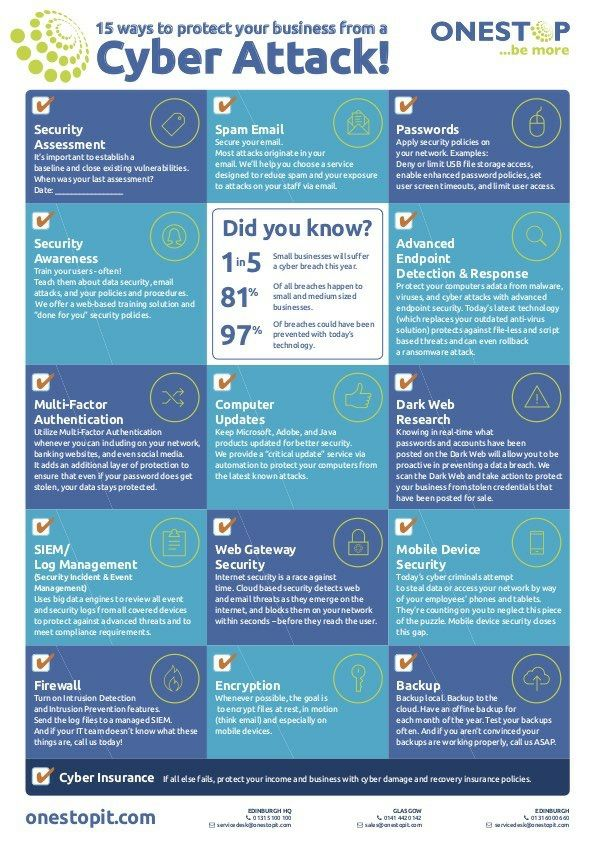 15 ways to protect your business from a
Cyber Attack!
ONESTOP
...be more
Security
Assessment
It's important to establish a
baseline and close existing vulnerabilities.
When was your last assessment?
Date: ________________
Spam Email
Secure your email.
Most attacks originate in your
email. We'll help you choose a service
designed to reduce spam and your exposure
to attacks on your staff via email.
Passwords
Apply security policies on
your network. Examples:
Deny or limit USB file storage access,
enable enhanced password policies, set
user screen timeouts, and limit user access.
Security
Awareness
Train your users - often!
Teach them about data security, email
attacks, and your policies and procedures.
We offer a web-based training solution and
"done for you" security policies.
Did you know?
1 in 5
Small businesses will suffer
a cyber breach this year.
81%
Of all breaches happen to
small and medium sized
businesses.
97%
Of breaches could have been
prevented with today's
technology.
Advanced
Endpoint
Detection & Response
Protect your computers adata from malware,
viruses, and cyber attacks with advanced
endpoint security. Today's latest technology
(which replaces your outdated anti-virus
solution) protects against file-less and script
based threats and can even rollback
a ransomware attack.
Multi-Factor
Authentication
Utilize Multi-Factor Authentication
whenever you can including on your network,
banking websites, and even social media.
It adds an additional layer of protection to
ensure that even if your password does get
stolen, your data stays protected.
Computer
Updates
Keep Microsoft, Adobe, and Java
products updated for better security.
We provide a "critical update" service via
automation to protect your computers from
the latest known attacks.
Dark Web
Research
Knowing in real-time what
passwords and accounts have been
posted on the Dark Web will allow you to be
proactive in preventing a data breach. We
scan the Dark Web and take action to protect
your business from stolen credentials that
have been posted for sale.
SIEM/
Log Management
(Security Incident & Event
Management)
Uses big data engines to review all event
and security logs from all covered devices
to protect against advanced threats and to
meet compliance requirements.
Web Gateway
Security
Internet security is a race against
time. Cloud based security detects web
and email threats as they emerge on the
internet, and blocks them on your network
within seconds – before they reach the user.
Mobile Device
Security
Today's cyber criminals attempt
to steal data or access your network by way
of your employees' phones and tablets.
They're counting on you to neglect this piece
of the puzzle. Mobile device security closes
this gap.
Firewall
Turn on Intrusion Detection
and Intrusion Prevention features.
Send the log files to a managed SIEM.
And if your IT team doesn't know what these
things are, call us today!
Encryption
Whenever possible, the goal is
to encrypt files at rest, in motion
(think email) and especially on
mobile devices.
Backup
Backup local. Backup to the
cloud. Have an offine backup for
each month of the year. Test your backups
often. And if you aren't convinced your
backups are working properly, call us ASAP.
Cyber Insurance If all else fails, protect your income and business with cyber damage and recovery insurance policies.
onestopit.com
EDINBURGH HQ
0131 5 100 100
servicedesk@onestopit.com
GLASGOW
0141 442 0 142
sales@onestopit.com
EDINBURGH
0131 6 000 6 60
servicedesk@onestopit.com